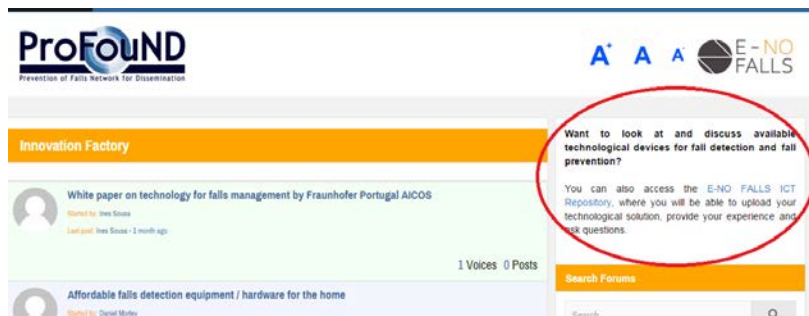 ProFouND
Prevention of Falls Network for Dissemination
A+ A A-
E-NO
FALLS
Innovation Factory
White paper on technology for falls management by Fraunhofer Portugal AICOS
Started by: Ines Sousa
Last post: Ines Sousa - 1 month ago
1 Voices 0 Posts
Affordable falls detection equipment / hardware for the home
Started by: Daniel Morley
Want to look at and discuss available
technological devices for fall detection and fall
prevention?
You can also access the E-NO FALLS ICT
Repository, where you will be able to upload your
technological solution, provide your experience and
ask questions.
Search Forums
Search